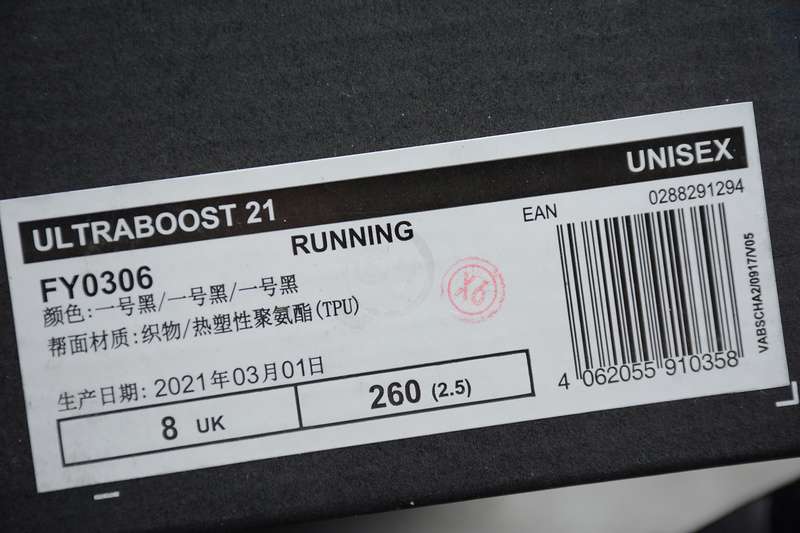 ULTRABOOST 21
UNISEX
RUNNING
EAN
0288291294
FY0306
颜色:一号黑/一号黑/一号黑
帮面材质:织物/热塑性聚氨酯(TPU)
生产日期:2021年03月01日
8 UK
260 (2.5)
4 062055 910358
VABSCHA2/0917/V05